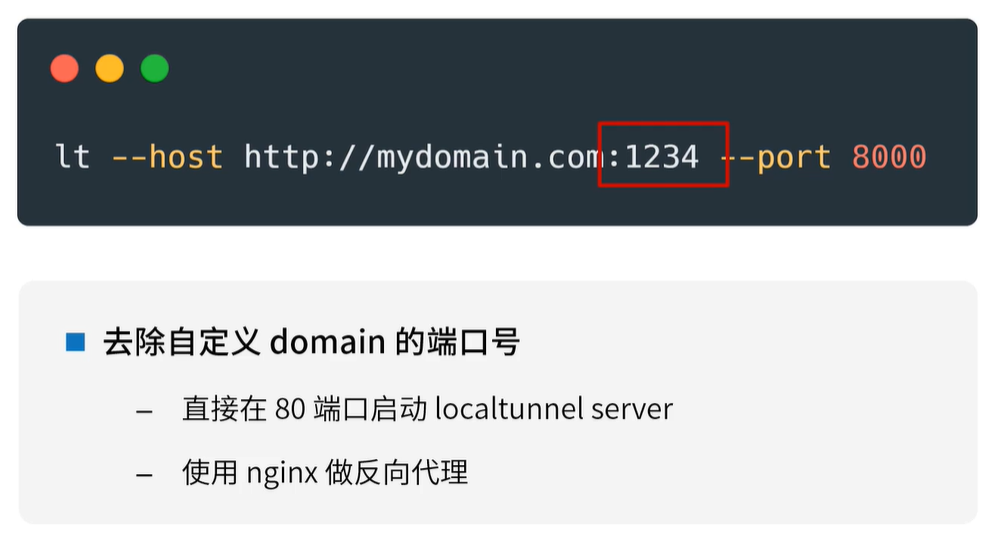 lt --host http://mydomain.com:1234 --port 8000
去除自定义 domain 的端口号
– 直接在 80 端口启动 localtunnel server
– 使用 nginx 做反向代理